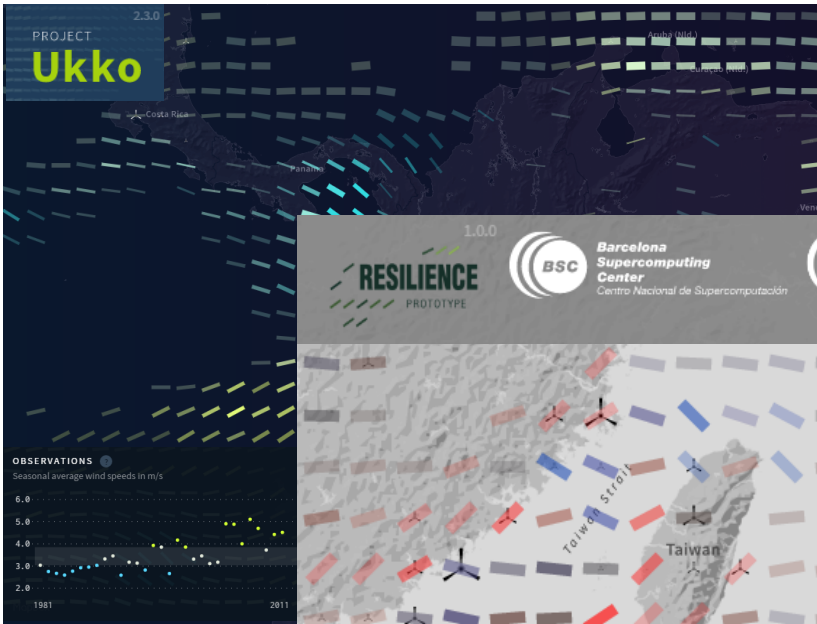 2.3.0
PROJECT
Ukko
Aruba (Nld.)
Curaçao (Nld.)
Costa Rica
Panama
1.0.0
RESILIENCE
PROTOTYPE
BSC
Barcelona
Supercomputing
Center
Centro Nacional de Supercomputación
Taiwan Strait
Taiwan
OBSERVATIONS ?
Seasonal average wind speeds in m/s
6.0
5.0
4.0
3.0
2.0
1981 2011